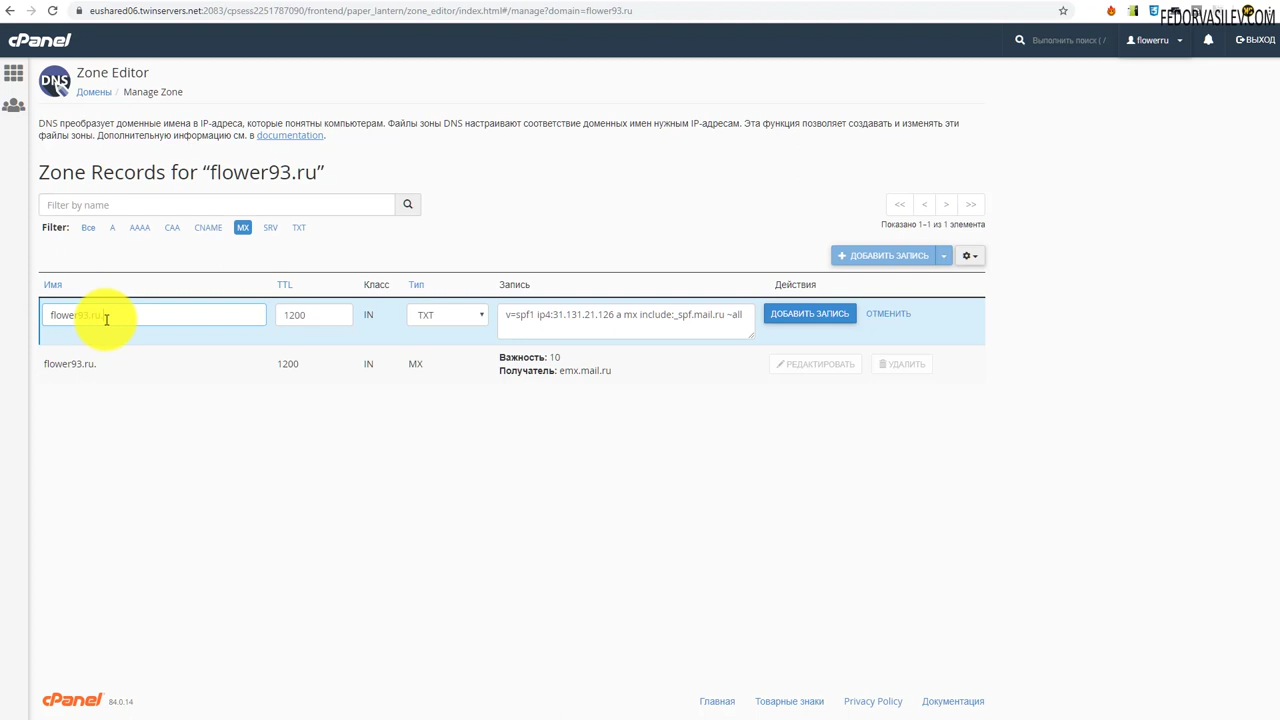 eushared06.twinservers.net:2083/cpsess2251787090/frontend/paper_lantern/zone_editor/index.html#/manage?domain=flower93.ru
FEDORVASILEV.COM
cPanel
Выполнить поиск ( /
flowerru
ВЫХОД
DNS
Zone Editor
Домены / Manage Zone
DNS преобразует доменные имена в IP-адреса, которые понятны компьютерам. Файлы зоны DNS настраивают соответствие доменных имен нужным IP-адресам. Эта функция позволяет создавать и изменять эти
файлы зоны. Дополнительную информацию см. в documentation.
Zone Records for “flower93.ru”
Filter by name
<< < > >>
Filter: Все A AAAA CAA CNAME MX SRV TXT
Показано 1–1 из 1 элемента
+ ДОБАВИТЬ ЗАПИСЬ
Имя TTL Класс Тип Запись Действия
flower93.ru. 1200 IN TXT v=spf1 ip4:31.131.21.126 a mx include:_spf.mail.ru ~all ДОБАВИТЬ ЗАПИСЬ ОТМЕНИТЬ
flower93.ru. 1200 IN MX Важность: 10 РЕДАКТИРОВАТЬ УДАЛИТЬ
Получатель: emx.mail.ru
cPanel 84.0.14
Главная Товарные знаки Privacy Policy Документация